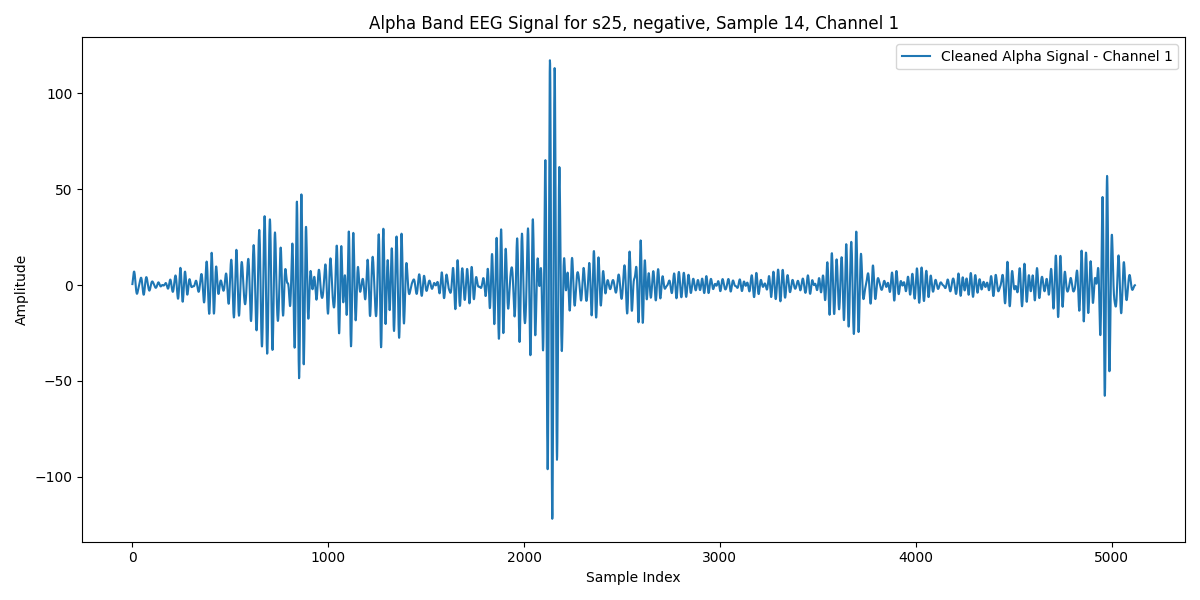 Alpha Band EEG Signal for s25, negative, Sample 14, Channel 1
Cleaned Alpha Signal - Channel 1
Amplitude
100
50
0
−50
−100
0 1000 2000 3000 4000 5000
Sample Index